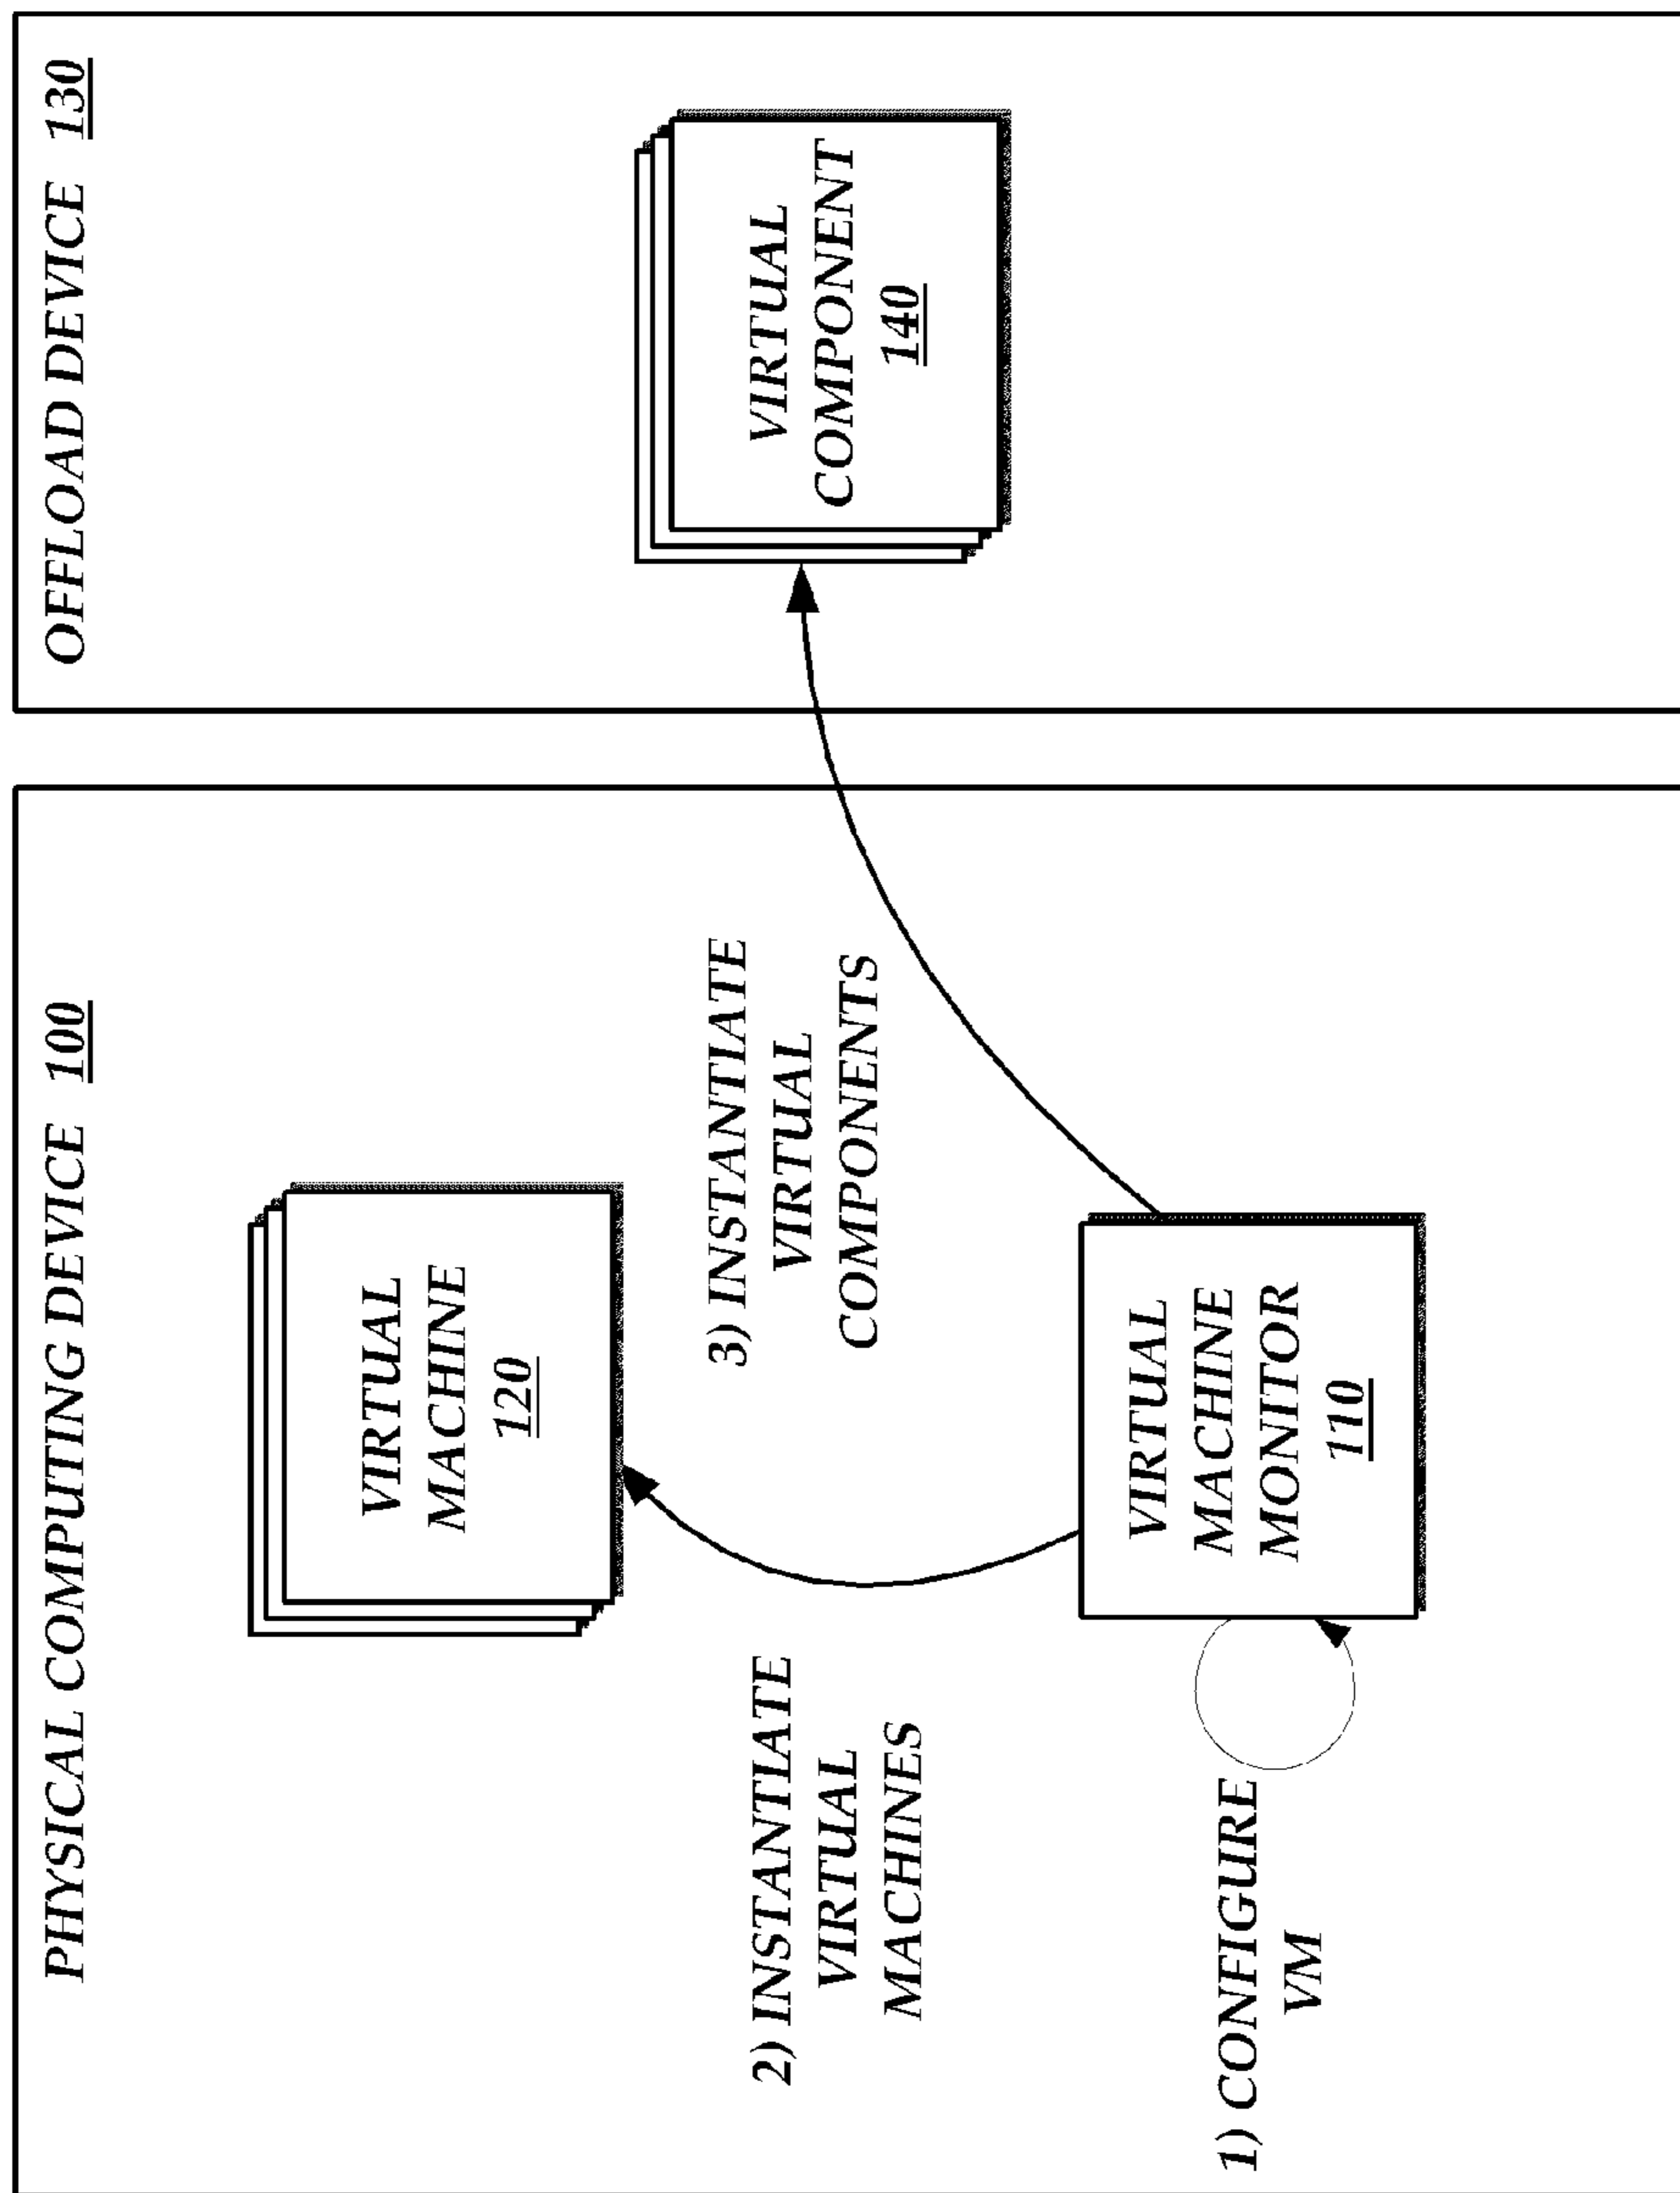 PHYSICAL COMPUTING DEVICE 100
VIRTUAL
MACHINE
120
2) INSTANTIATE
VIRTUAL
MACHINES
3) INSTANTIATE
VIRTUAL
COMPONENTS
1) CONFIGURE
VM
VIRTUAL
MACHINE
MONITOR
110
OFFLOAD DEVICE 130
VIRTUAL
COMPONENT
140